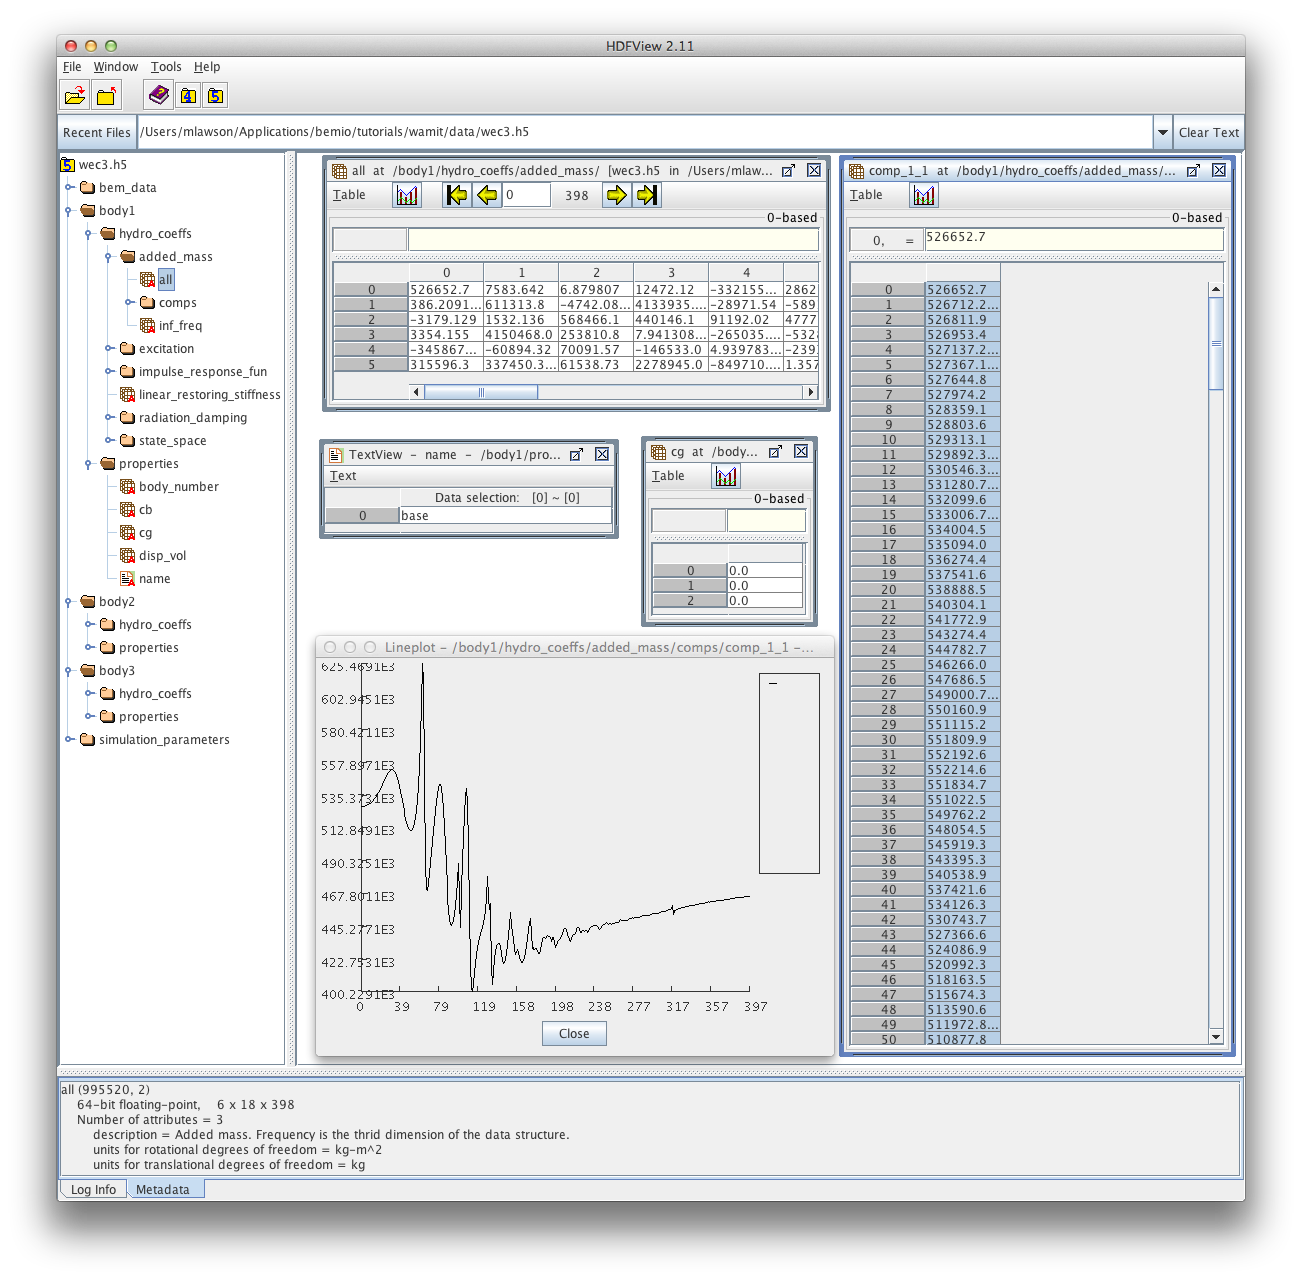 HDFView 2.11
File Window Tools Help
Recent Files /Users/mlawson/Applications/bemio/tutorials/wamit/data/wec3.h5 Clear Text
wec3.h5
bem_data
body1
hydro_coeffs
added_mass
all
comps
inf_freq
excitation
impulse_response_fun
linear_restoring_stiffness
radiation_damping
state_space
properties
body_number
cb
cg
disp_vol
name
body2
hydro_coeffs
properties
body3
hydro_coeffs
properties
simulation_parameters
all at /body1/hydro_coeffs/added_mass/ [wec3.h5 in /Users/mlaw...
Table 0 398
0-based
0 1 2 3 4
0 526652.7 7583.642 6.879807 12472.12 -332155... 2862
1 386.2091... 611313.8 -4742.08... 4133935.... -28971.54 -589
2 -3179.129 1532.136 568466.1 440146.1 91192.02 4777
3 3354.155 4150468.0 253810.8 7.941308... -265035.... -532
4 -345867... -60894.32 70091.57 -146533.0 4.939783... -239
5 315596.3 337450.3... 61538.73 2278945.0 -849710.... 1.357
TextView - name - /body1/pro...
Text
Data selection: [0] ~ [0]
0 base
cg at /body...
Table
0-based
0 0.0
1 0.0
2 0.0
Lineplot - /body1/hydro_coeffs/added_mass/comps/comp_1_1 -...
625.4691E3
602.9451E3
580.4211E3
557.8971E3
535.3731E3
512.8491E3
490.3251E3
467.8011E3
445.2771E3
422.7531E3
400.2291E3
0 39 79 119 158 198 238 277 317 357 397
Close
comp_1_1 at /body1/hydro_coeffs/added_mass/...
Table
0-based
0, = 526652.7
0 526652.7
1 526712.2...
2 526811.9
3 526953.4
4 527137.2...
5 527367.1...
6 527644.8
7 527974.2
8 528359.1
9 528803.6
10 529313.1
11 529892.3...
12 530546.3...
13 531280.7...
14 532099.6
15 533006.7...
16 534004.5
17 535094.0
18 536274.4
19 537541.6
20 538888.5
21 540304.1
22 541772.9
23 543274.4
24 544782.7
25 546266.0
26 547686.5
27 549000.7...
28 550160.9
29 551115.2
30 551809.9
31 552192.6
32 552214.6
33 551834.7
34 551022.5
35 549762.2
36 548054.5
37 545919.3
38 543395.3
39 540538.9
40 537421.6
41 534126.3
42 530743.7
43 527366.6
44 524086.9
45 520992.3
46 518163.5
47 515674.3
48 513590.6
49 511972.8...
50 510877.8
all (995520, 2)
64-bit floating-point, 6 x 18 x 398
Number of attributes = 3
description = Added mass. Frequency is the thrid dimension of the data structure.
units for rotational degrees of freedom = kg-m^2
units for translational degrees of freedom = kg
Log Info Metadata